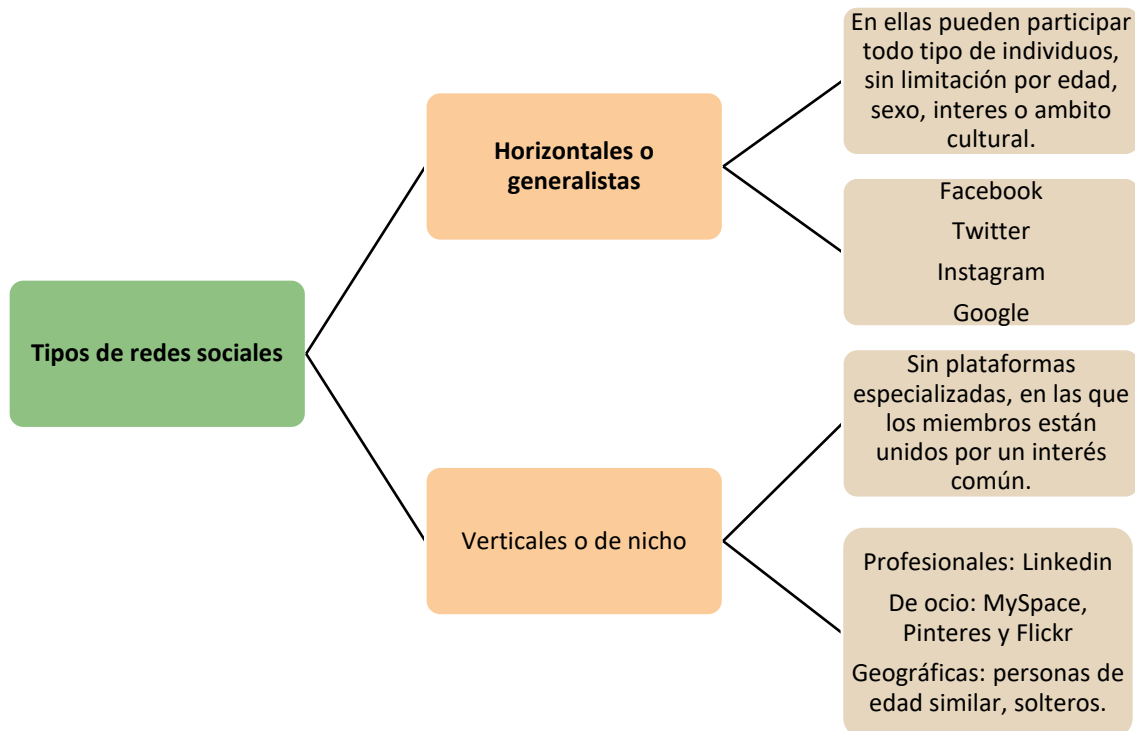 Tipos de redes sociales
Horizontales o
generalistas
En ellas pueden participar
todo tipo de individuos,
sin limitación por edad,
sexo, interes o ambito
cultural.
Facebook
Twitter
Instagram
Google
Verticales o de nicho
Sin plataformas
especializadas, en las que
los miembros están
unidos por un interés
común.
Profesionales: Linkedin
De ocio: MySpace,
Pinteres y Flickr
Geográficas: personas de
edad similar, solteros.